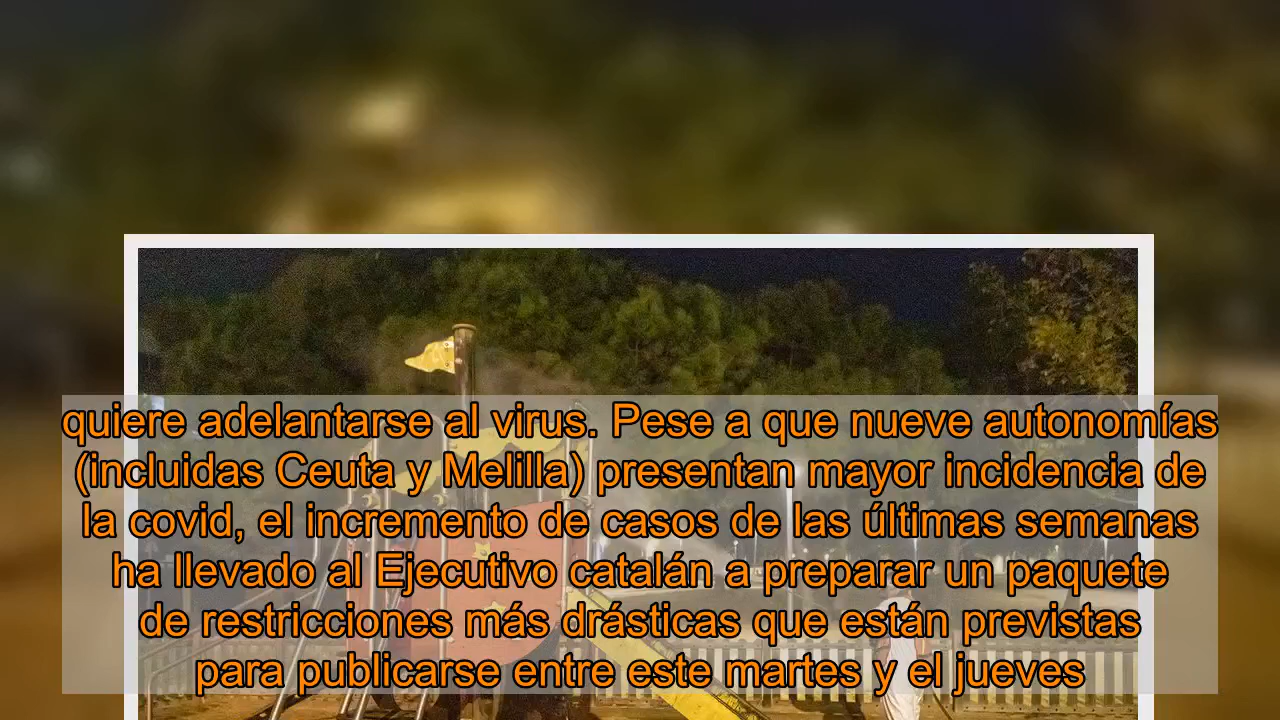 quiere adelantarse al virus. Pese a que nueve autonomías
(incluidas Ceuta y Melilla) presentan mayor incidencia de
la covid, el incremento de casos de las últimas semanas
ha llevado al Ejecutivo catalán a preparar un paquete
de restricciones más drásticas que están previstas
para publicarse entre este martes y el jueves